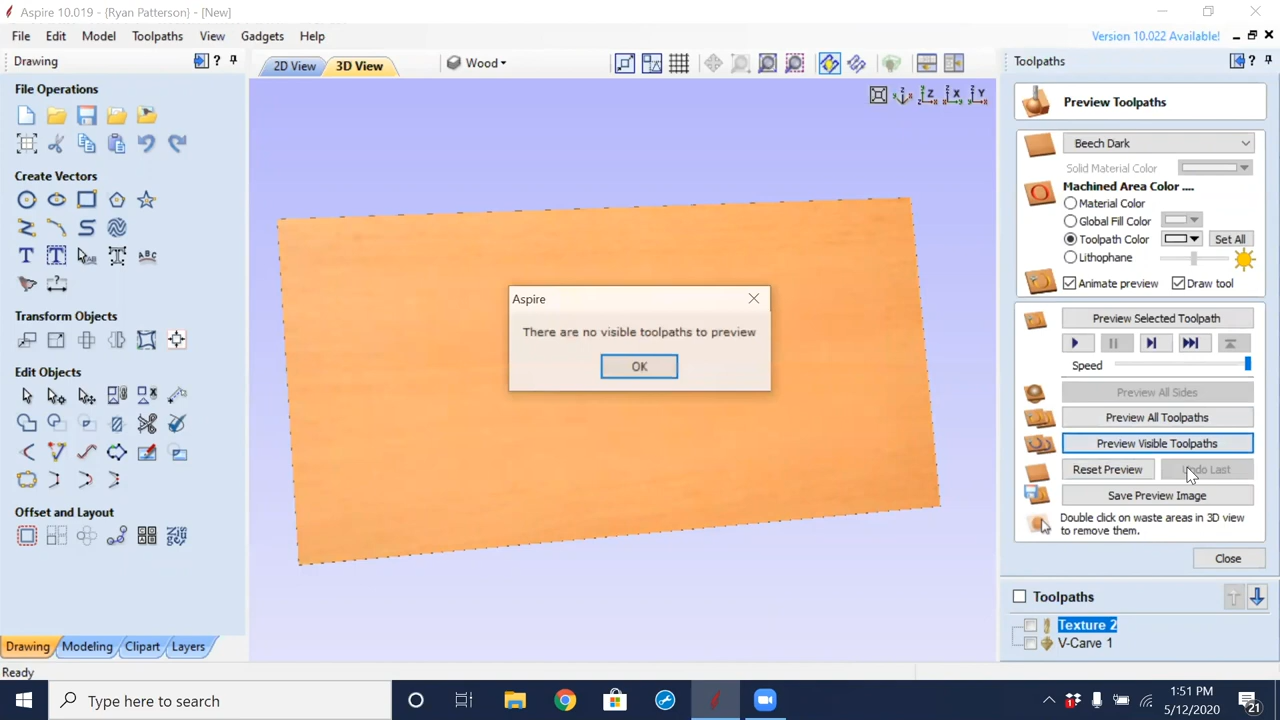 Aspire 10.019 - {Ryan Patterson} - [New]
File Edit Model Toolpaths View Gadgets Help
Version 10.022 Available!
Drawing
2D View
3D View
Wood
Toolpaths
File Operations
Create Vectors
Transform Objects
Edit Objects
Offset and Layout
Z X Y
Aspire
There are no visible toolpaths to preview
OK
Preview Toolpaths
Beech Dark
Solid Material Color
Machined Area Color ....
Material Color
Global Fill Color
Toolpath Color
Set All
Lithophane
Animate preview
Draw tool
Preview Selected Toolpath
Speed
Preview All Sides
Preview All Toolpaths
Preview Visible Toolpaths
Reset Preview
Undo Last
Save Preview Image
Double click on waste areas in 3D view
to remove them.
Close
Toolpaths
Texture 2
V-Carve 1
Drawing Modeling Clipart Layers
Ready
Type here to search
1:51 PM
5/12/2020
21